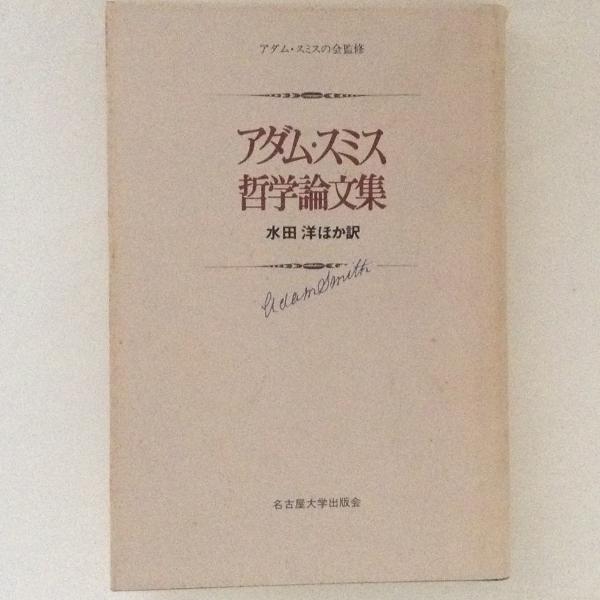 アダム・スミスの会監修
アダム・スミス
哲学論文集
水田 洋ほか訳
Adam Smith
名古屋大学出版会